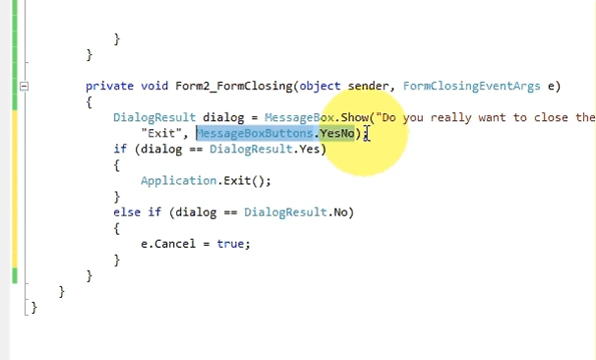 }
}
private void Form2_FormClosing(object sender, FormClosingEventArgs e)
{
DialogResult dialog = MessageBox.Show("Do you really want to close the
"Exit", MessageBoxButtons.YesNo);
if (dialog == DialogResult.Yes)
{
Application.Exit();
}
else if (dialog == DialogResult.No)
{
e.Cancel = true;
}
}
}
}